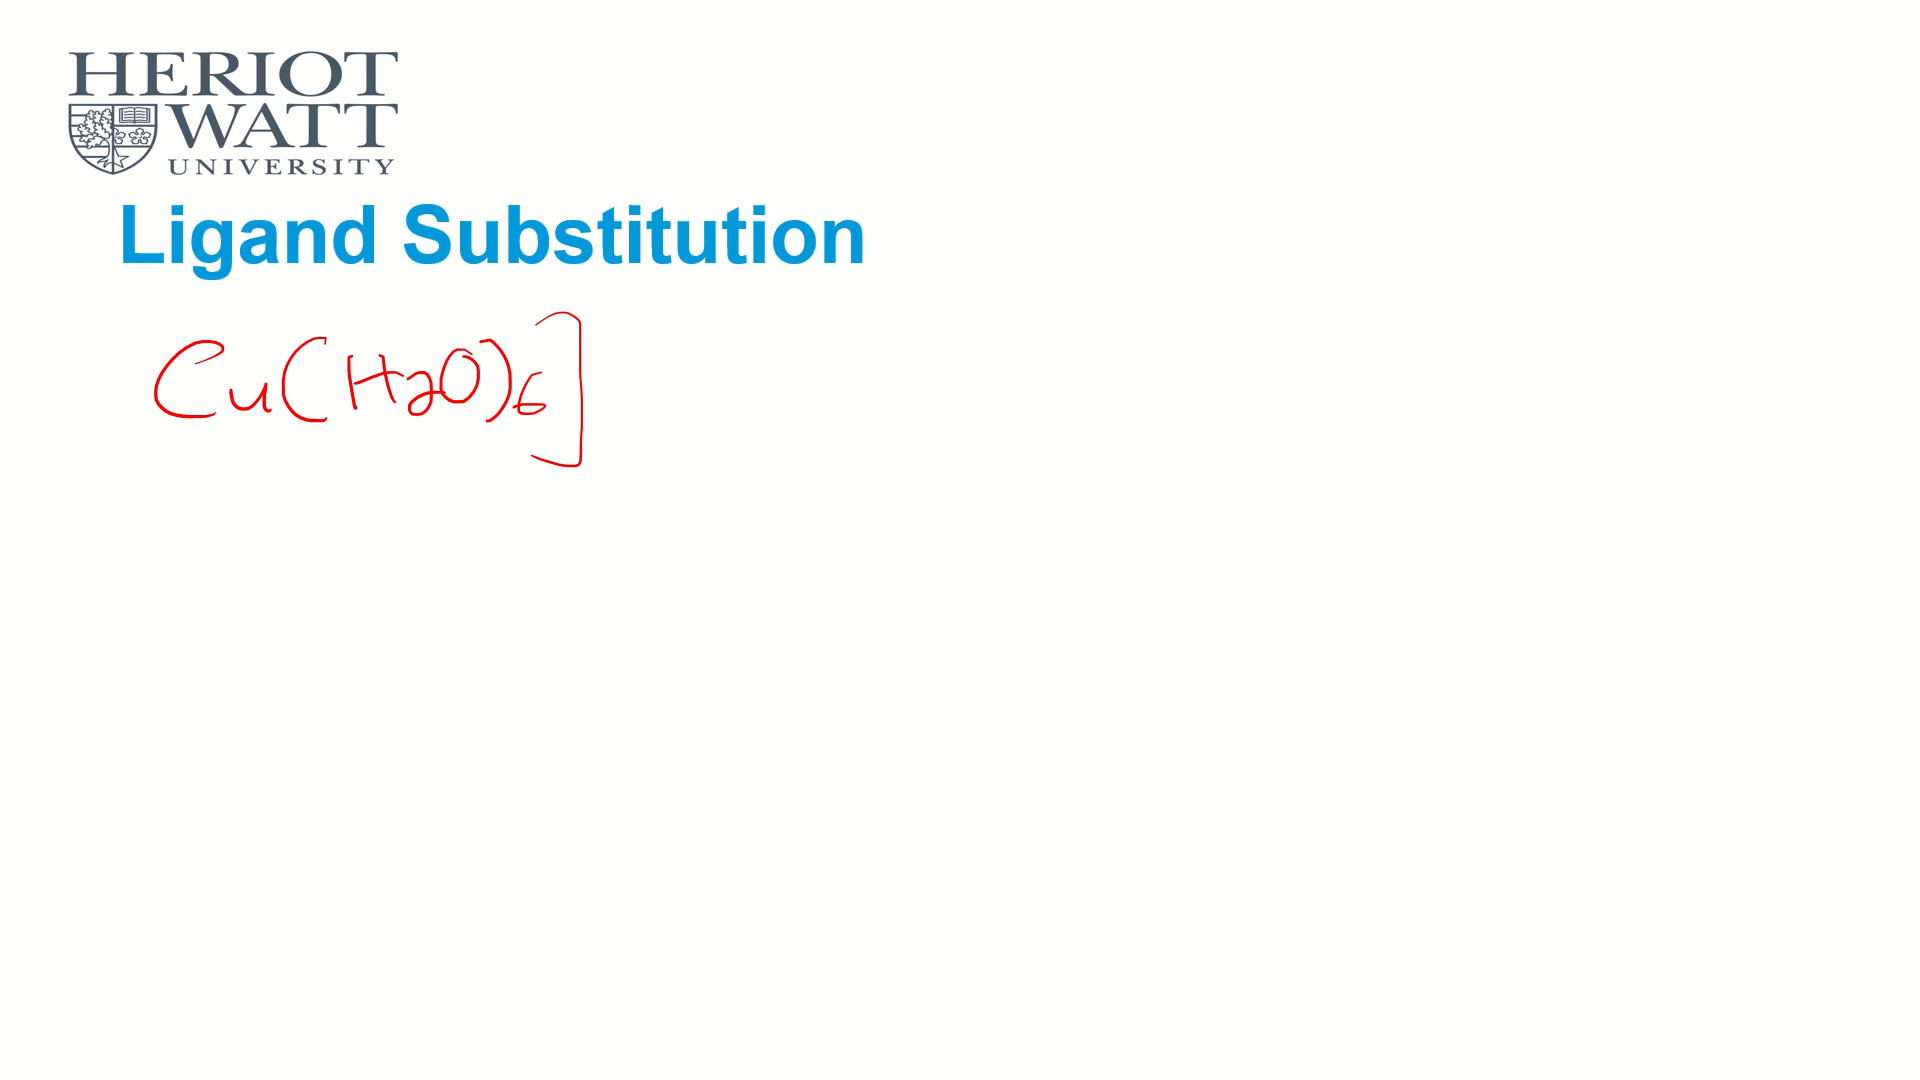 HERIOT
WATT
UNIVERSITY
Ligand Substitution
Cu(H2O)6]